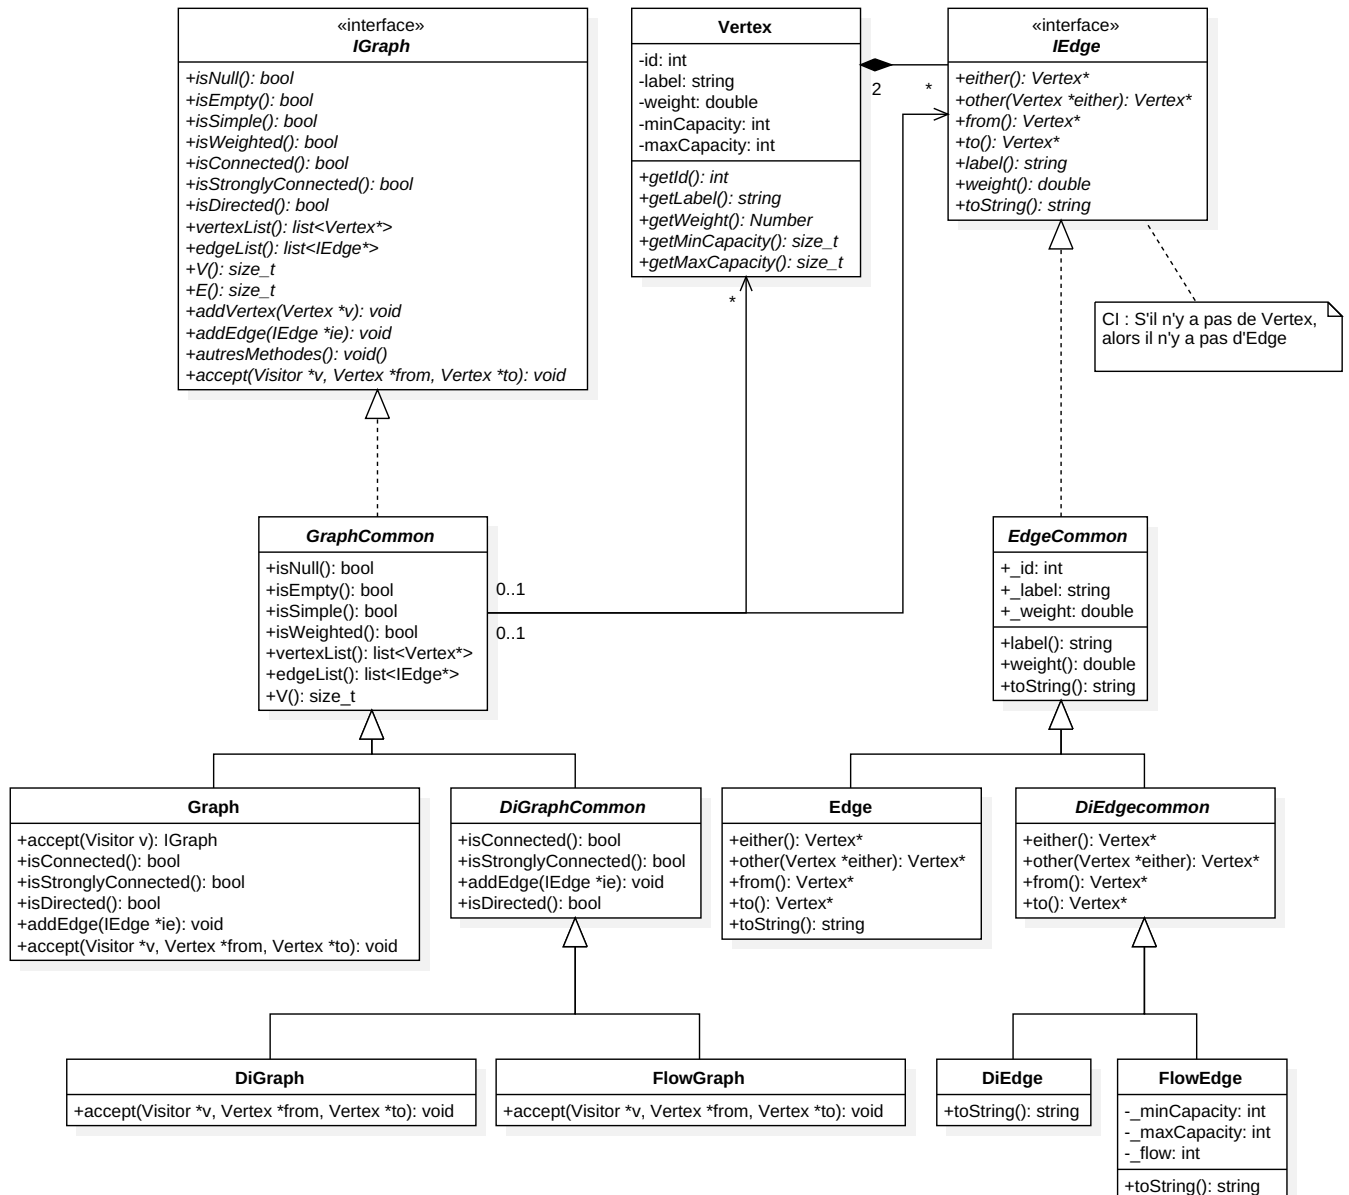 «interface»
IGraph
+isNull(): bool
+isEmpty(): bool
+isSimple(): bool
+isWeighted(): bool
+isConnected(): bool
+isStronglyConnected(): bool
+isDirected(): bool
+vertexList(): list<Vertex*>
+edgeList(): list<IEdge*>
+V(): size_t
+E(): size_t
+addVertex(Vertex *v): void
+addEdge(IEdge *ie): void
+autresMethodes(): void()
+accept(Visitor *v, Vertex *from, Vertex *to): void
Vertex
-id: int
-label: string
-weight: double
-minCapacity: int
-maxCapacity: int
+getId(): int
+getLabel(): string
+getWeight(): Number
+getMinCapacity(): size_t
+getMaxCapacity(): size_t
2
*
*
«interface»
IEdge
+either(): Vertex*
+other(Vertex *either): Vertex*
+from(): Vertex*
+to(): Vertex*
+label(): string
+weight(): double
+toString(): string
CI : S'il n'y a pas de Vertex,
alors il n'y a pas d'Edge
GraphCommon
+isNull(): bool
+isEmpty(): bool
+isSimple(): bool
+isWeighted(): bool
+vertexList(): list<Vertex*>
+edgeList(): list<IEdge*>
+V(): size_t
0..1
0..1
EdgeCommon
+_id: int
+_label: string
+_weight: double
+label(): string
+weight(): double
+toString(): string
Graph
+accept(Visitor v): IGraph
+isConnected(): bool
+isStronglyConnected(): bool
+isDirected(): bool
+addEdge(IEdge *ie): void
+accept(Visitor *v, Vertex *from, Vertex *to): void
DiGraphCommon
+isConnected(): bool
+isStronglyConnected(): bool
+addEdge(IEdge *ie): void
+isDirected(): bool
Edge
+either(): Vertex*
+other(Vertex *either): Vertex*
+from(): Vertex*
+to(): Vertex*
+toString(): string
DiEdgecommon
+either(): Vertex*
+other(Vertex *either): Vertex*
+from(): Vertex*
+to(): Vertex*
DiGraph
+accept(Visitor *v, Vertex *from, Vertex *to): void
FlowGraph
+accept(Visitor *v, Vertex *from, Vertex *to): void
DiEdge
+toString(): string
FlowEdge
-_minCapacity: int
-_maxCapacity: int
-_flow: int
+toString(): string